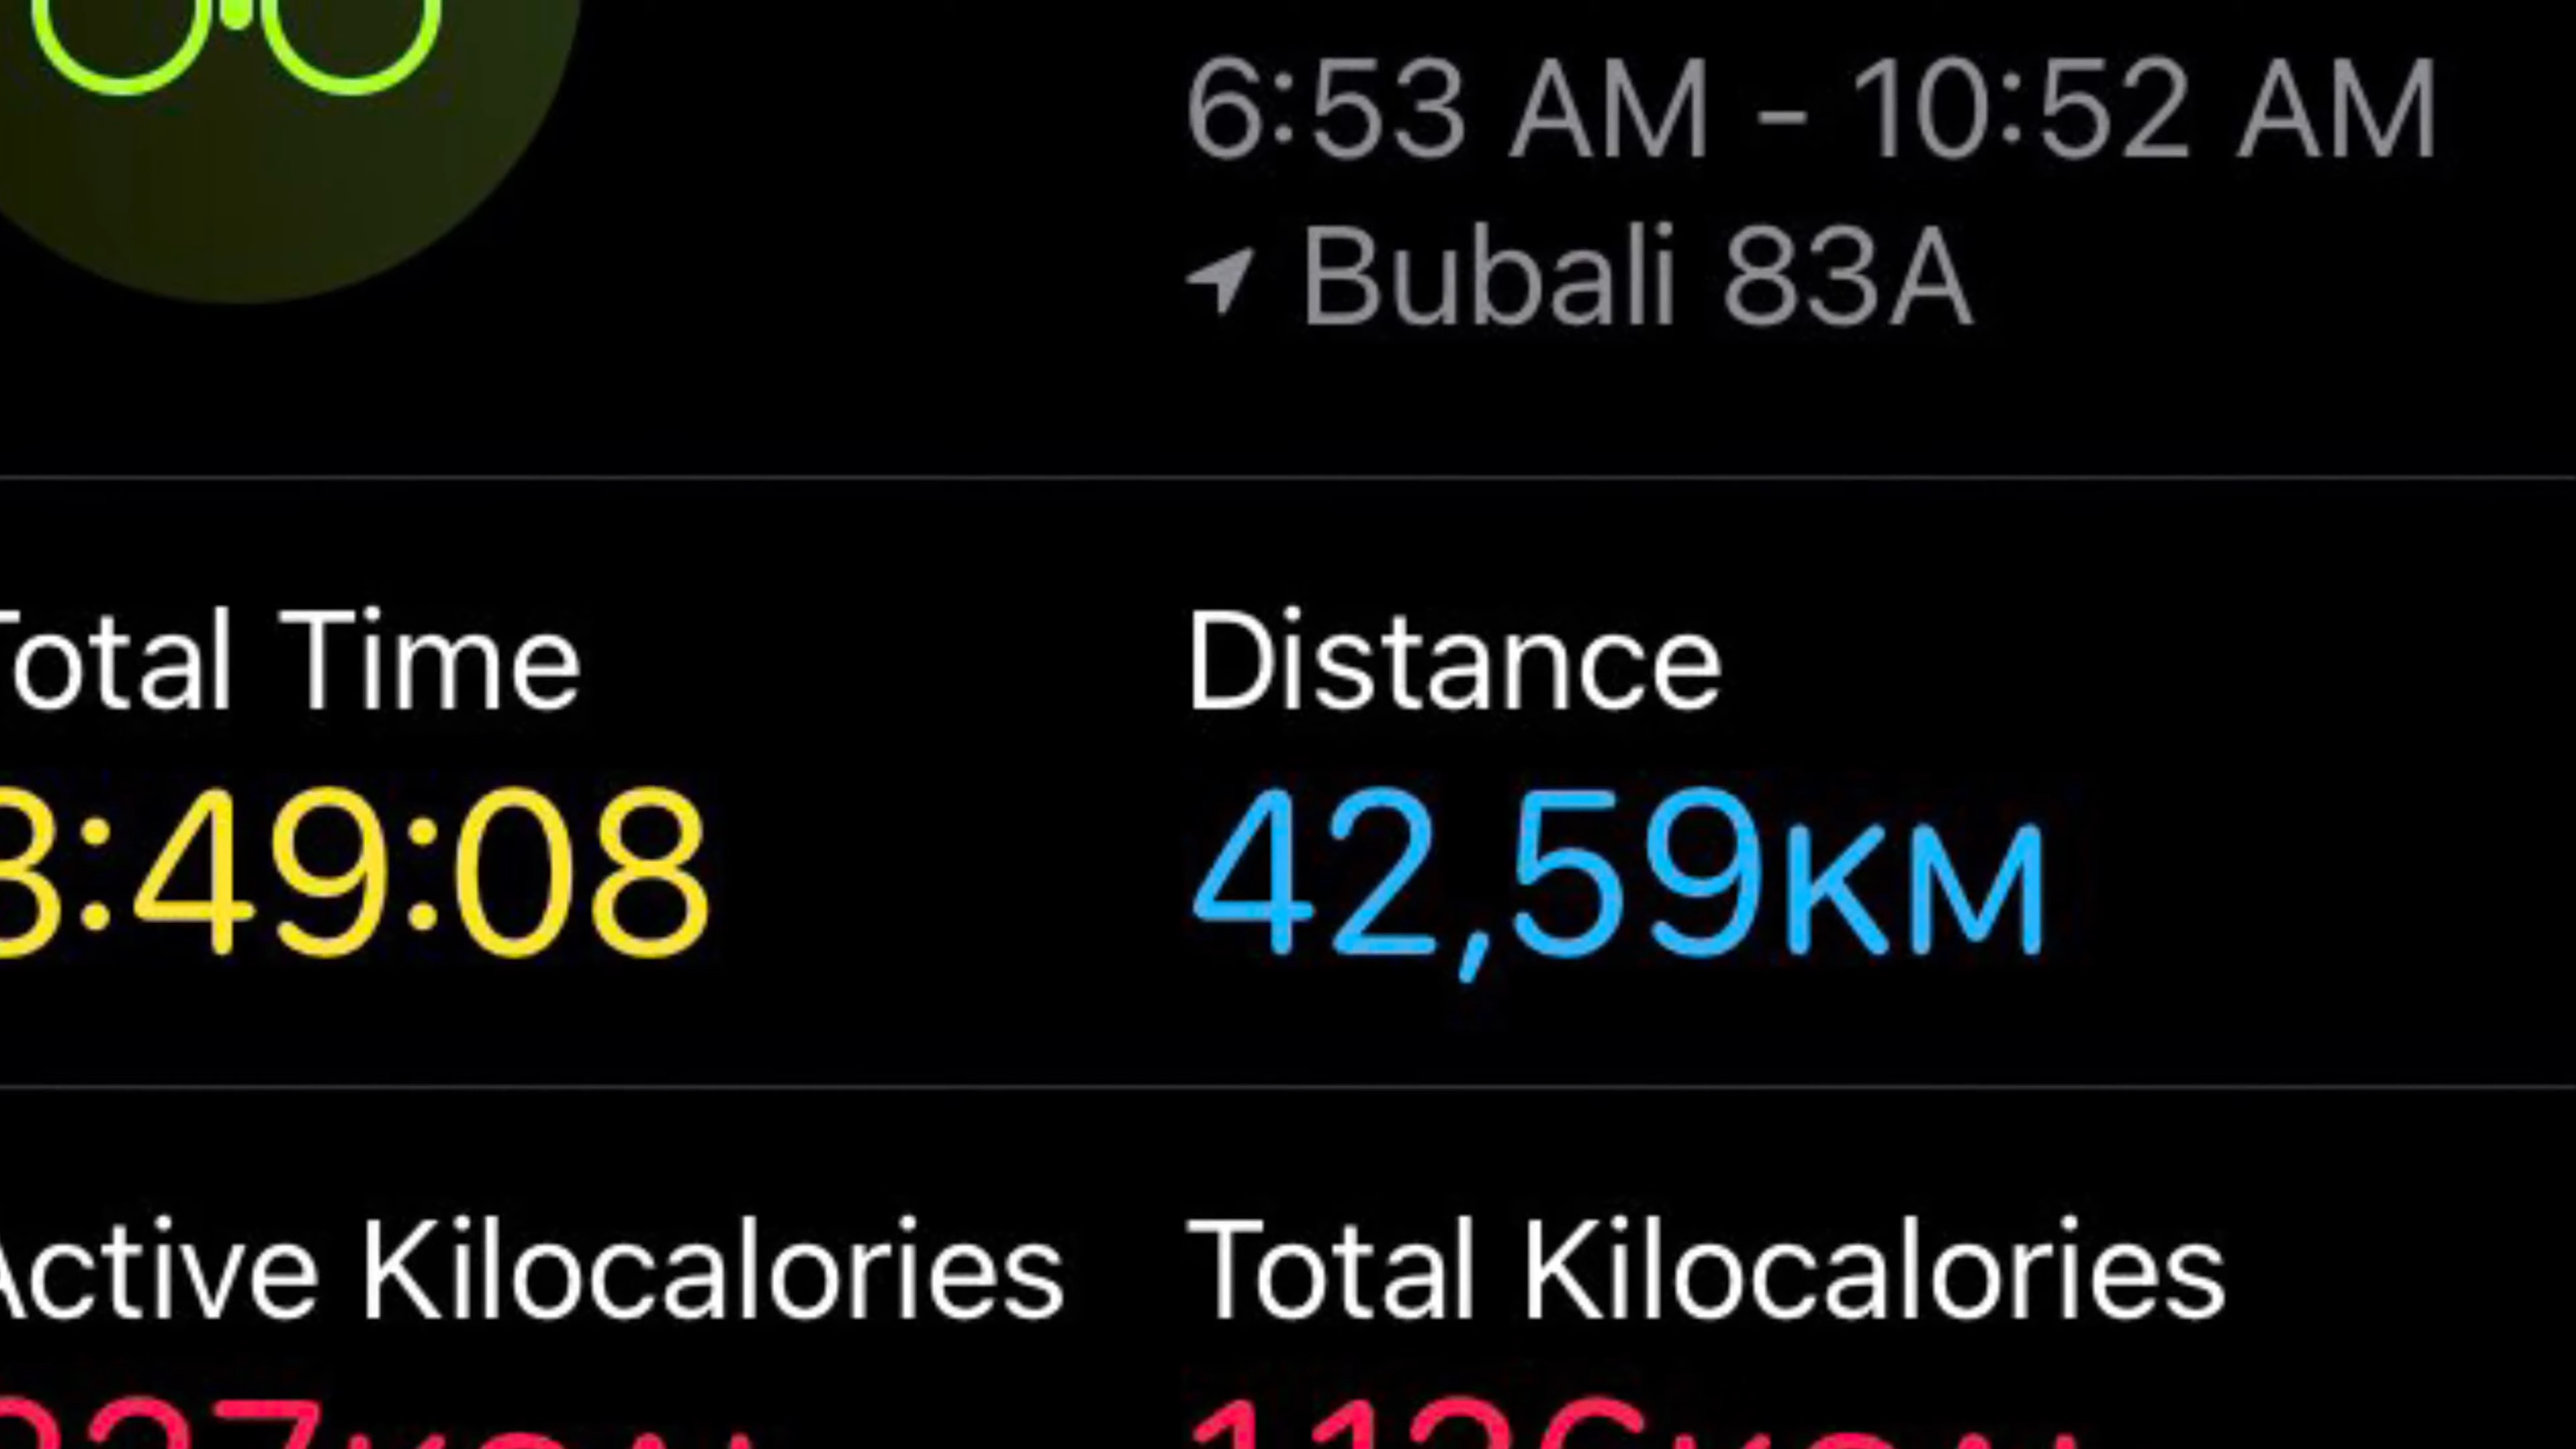 6:53 AM - 10:52 AM
Bubali 83A
Total Time
Distance
3:49:08
42,59KM
Active Kilocalories
Total Kilocalories